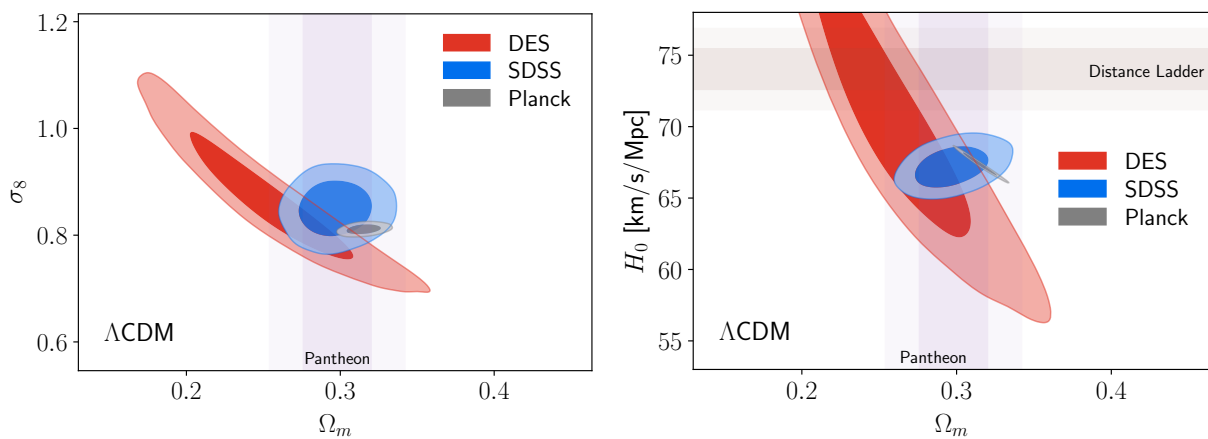 1.2
1.0
0.8
0.6
σ8
DES
SDSS
Planck
ΛCDM
Pantheon
0.2
0.3
0.4
Ωm
75
70
65
60
55
H0 [km/s/Mpc]
Distance Ladder
DES
SDSS
Planck
ΛCDM
Pantheon
0.2
0.3
0.4
Ωm